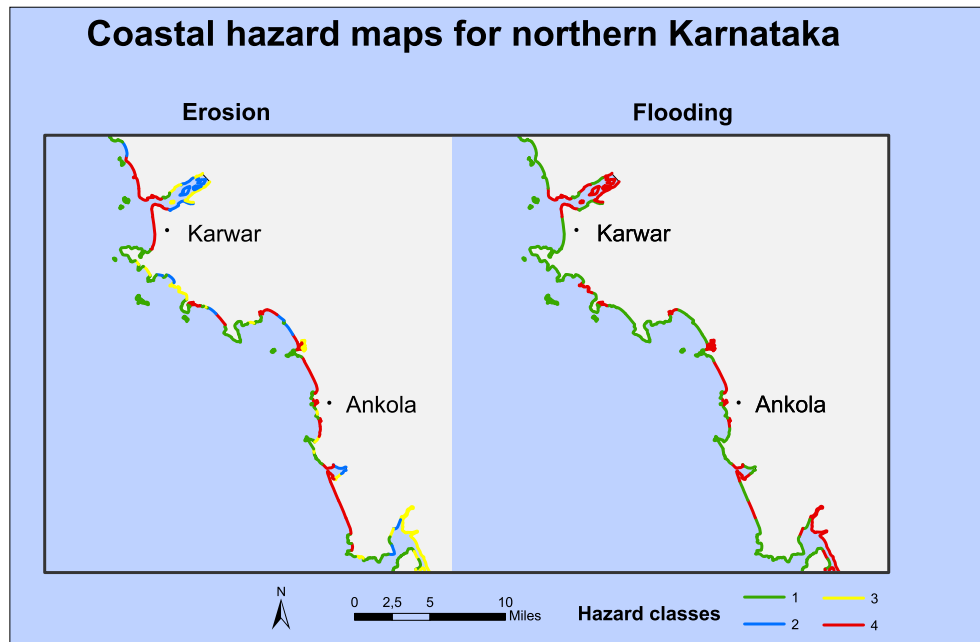 Coastal hazard maps for northern Karnataka
Erosion
Flooding
Karwar
Karwar
Ankola
Ankola
N
0 2,5 5 10
Miles
Hazard classes
1
3
2
4